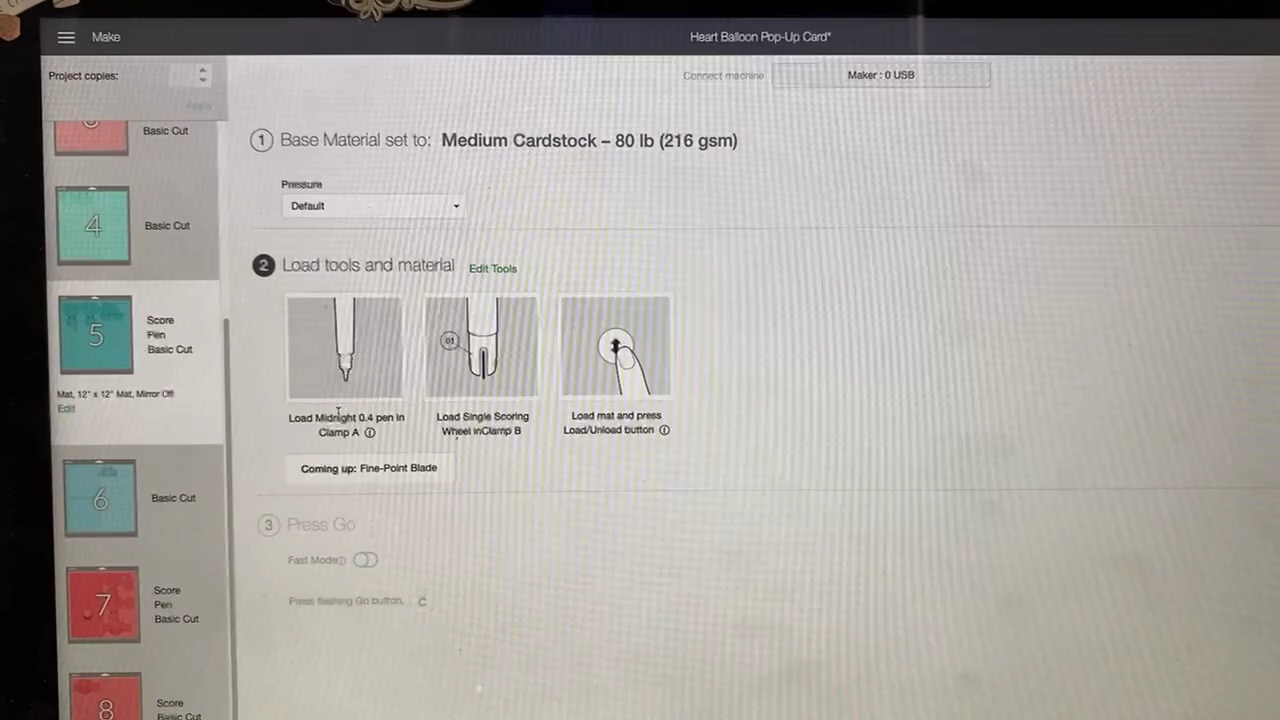 Make
Heart Balloon Pop-Up Card*
Project copies:
Apply
Connect machine
Maker : 0 USB
Basic Cut
4
Basic Cut
5
Score
Pen
Basic Cut
Mat, 12" x 12" Mat, Mirror Off
Edit
6
Basic Cut
7
Score
Pen
Basic Cut
8
Score
Basic Cut
1 Base Material set to: Medium Cardstock – 80 lb (216 gsm)
Pressure
Default
2 Load tools and material Edit Tools
01
Load Midnight 0.4 pen in
Clamp A
Load Single Scoring
Wheel inClamp B
Load mat and press
Load/Unload button
Coming up: Fine-Point Blade
3 Press Go
Fast Mode
Press flashing Go button.